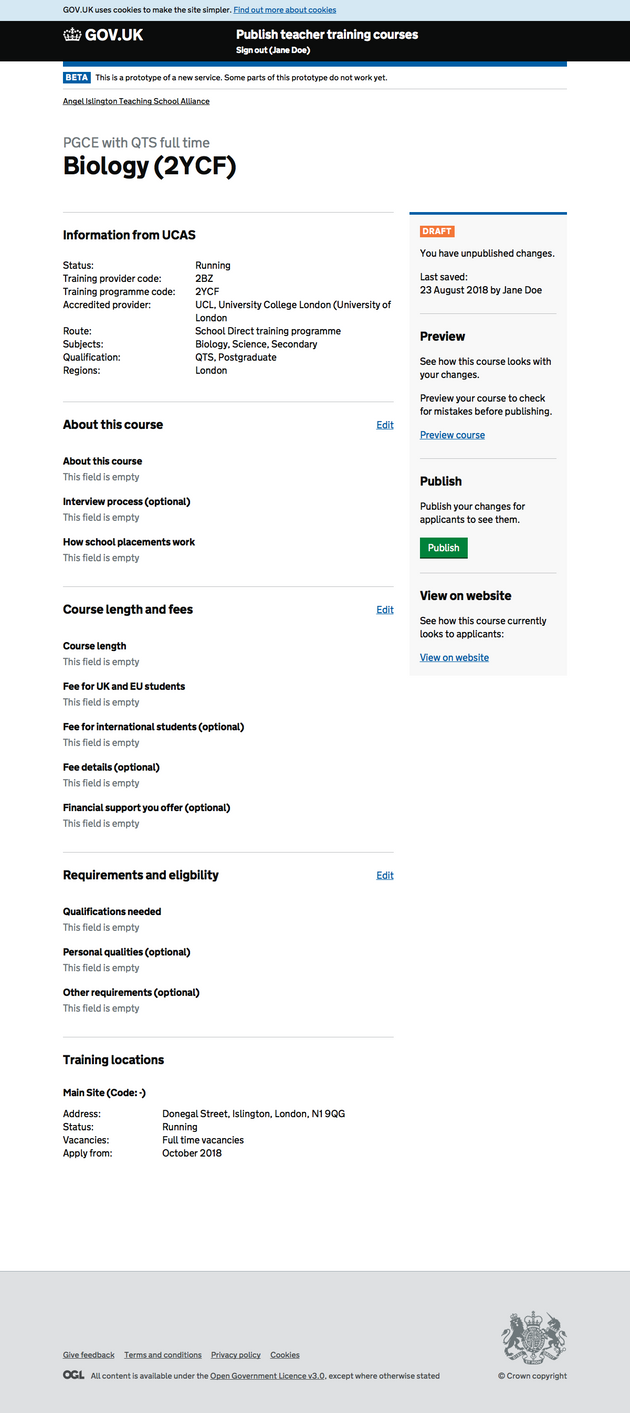 GOV.UK uses cookies to make the site simpler. Find out more about cookies
GOV.UK
Publish teacher training courses
Sign out (Jane Doe)
BETA This is a prototype of a new service. Some parts of this prototype do not work yet.
Angel Islington Teaching School Alliance
PGCE with QTS full time
Biology (2YCF)
Information from UCAS
Status: Running
Training provider code: 2BZ
Training programme code: 2YCF
Accredited provider: UCL, University College London (University of
London
Route: School Direct training programme
Subjects: Biology, Science, Secondary
Qualification: QTS, Postgraduate
Regions: London
About this course Edit
About this course
This field is empty
Interview process (optional)
This field is empty
How school placements work
This field is empty
Course length and fees Edit
Course length
This field is empty
Fee for UK and EU students
This field is empty
Fee for international students (optional)
This field is empty
Fee details (optional)
This field is empty
Financial support you offer (optional)
This field is empty
Requirements and eligbility Edit
Qualifications needed
This field is empty
Personal qualities (optional)
This field is empty
Other requirements (optional)
This field is empty
Training locations
Main Site (Code: -)
Address: Donegal Street, Islington, London, N1 9QG
Status: Running
Vacancies: Full time vacancies
Apply from: October 2018
DRAFT
You have unpublished changes.
Last saved:
23 August 2018 by Jane Doe
Preview
See how this course looks with
your changes.
Preview your course to check
for mistakes before publishing.
Preview course
Publish
Publish your changes for
applicants to see them.
Publish
View on website
See how this course currently
looks to applicants:
View on website
Give feedback Terms and conditions Privacy policy Cookies
OGL All content is available under the Open Government Licence v3.0, except where otherwise stated
© Crown copyright